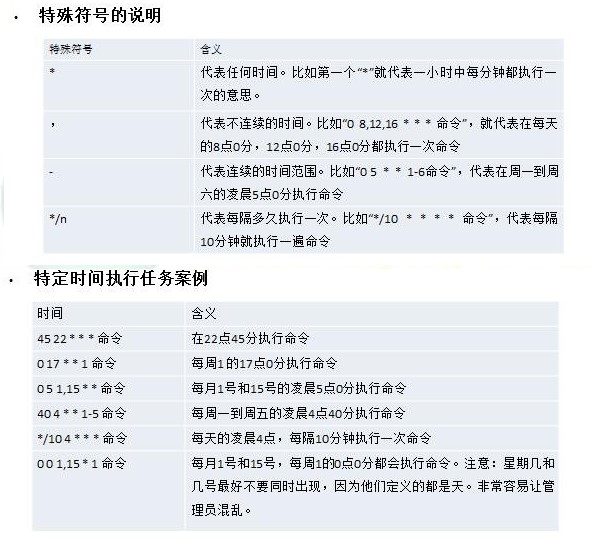 • 特殊符号的说明
特殊符号 含义
* 代表任何时间。比如第一个“*”就代表一小时中每分钟都执行一
次的意思。
， 代表不连续的时间。比如“0 8,12,16 * * * 命令”，就代表在每天
的8点0分，12点0分，16点0分都执行一次命令
- 代表连续的时间范围。比如“0 5 * * 1-6命令”，代表在周一到周
六的凌晨5点0分执行命令
*/n 代表每隔多久执行一次。比如“*/10 * * * * 命令”，代表每隔
10分钟就执行一遍命令
• 特定时间执行任务案例
时间 含义
45 22 * * * 命令 在22点45分执行命令
0 17 * * 1 命令 每周1 的17点0分执行命令
0 5 1,15 * * 命令 每月1号和15号的凌晨5点0分执行命令
40 4 * * 1-5 命令 每周一到周五的凌晨4点40分执行命令
*/10 4 * * * 命令 每天的凌晨4点，每隔10分钟执行一次命令
0 0 1,15 * 1 命令 每月1号和15号，每周1的0点0分都会执行命令。注意：星期几和
几号最好不要同时出现，因为他们定义的都是天。非常容易让管
理员混乱。